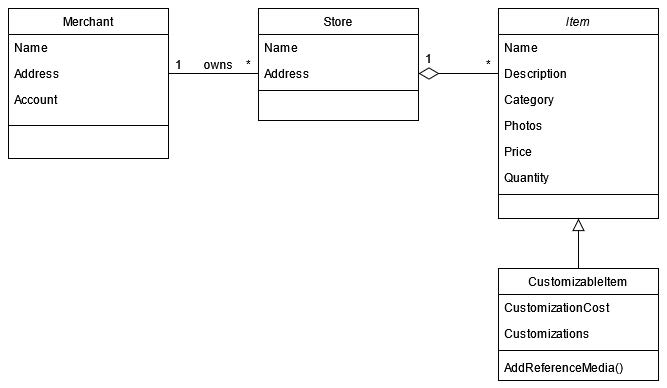 Merchant
Name
Address
Account
1 owns *
Store
Name
Address
1 *
Item
Name
Description
Category
Photos
Price
Quantity
CustomizableItem
CustomizationCost
Customizations
AddReferenceMedia()